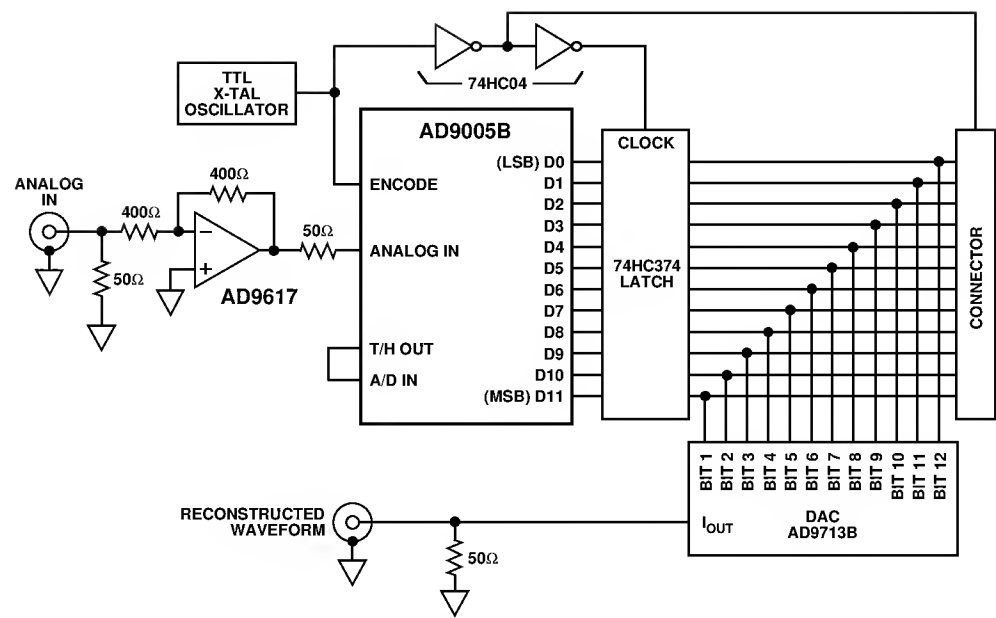 TTL
X-TAL
OSCILLATOR
74HC04
AD9005B
ENCODE
ANALOG IN
T/H OUT
A/D IN
(LSB) D0
D1
D2
D3
D4
D5
D6
D7
D8
D9
D10
(MSB) D11
CLOCK
74HC374
LATCH
CONNECTOR
ANALOG
IN
400Ω
400Ω
50Ω
50Ω
−
+
AD9617
BIT 1
BIT 2
BIT 3
BIT 4
BIT 5
BIT 6
BIT 7
BIT 8
BIT 9
BIT 10
BIT 11
BIT 12
IOUT
DAC
AD9713B
RECONSTRUCTED
WAVEFORM
50Ω